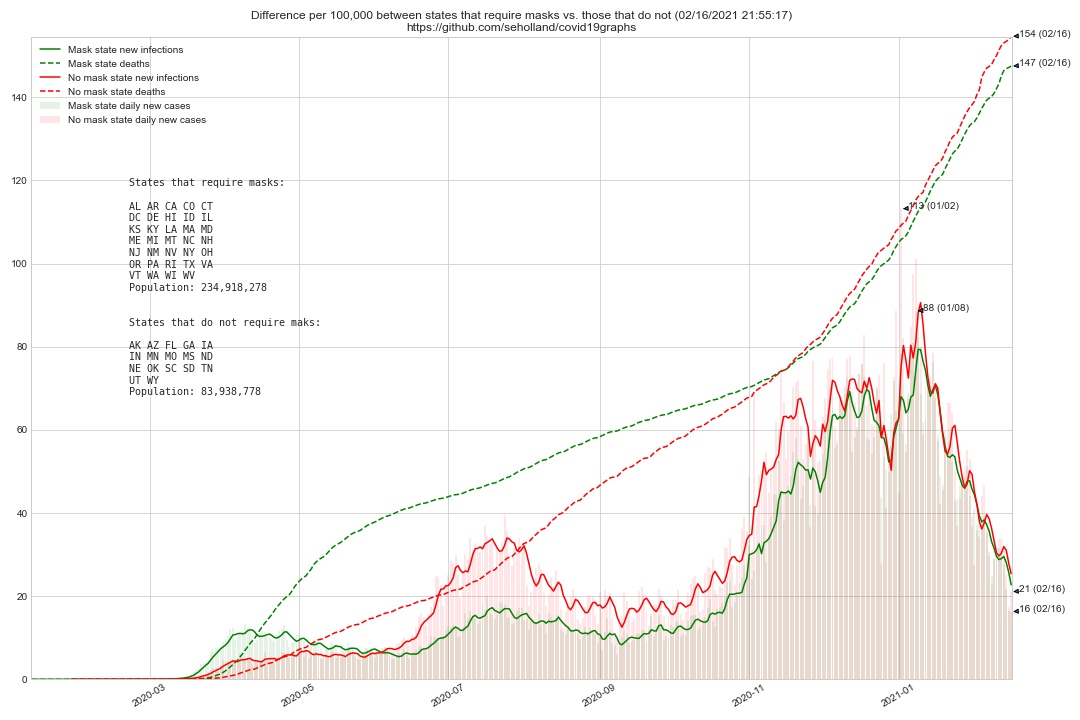 Difference per 100,000 between states that require masks vs. those that do not (02/16/2021 21:55:17)
https://github.com/seholland/covid19graphs
154 (02/16)
Mask state new infections
Mask state deaths
No mask state new infections
No mask state deaths
Mask state daily new cases
No mask state daily new cases
147 (02/16)
140
120
100
80
60
40
20
0
States that require masks:
AL AR CA CO CT
DC DE HI ID IL
KS KY LA MA MD
ME MI MT NC NH
NJ NM NV NY OH
OR PA RI TX VA
VT WA WI WV
Population: 234,918,278
States that do not require maks:
AK AZ FL GA IA
IN MN MO MS ND
NE OK SC SD TN
UT WY
Population: 83,938,778
113 (01/02)
88 (01/08)
21 (02/16)
16 (02/16)
2020-03
2020-05
2020-07
2020-09
2020-11
2021-01